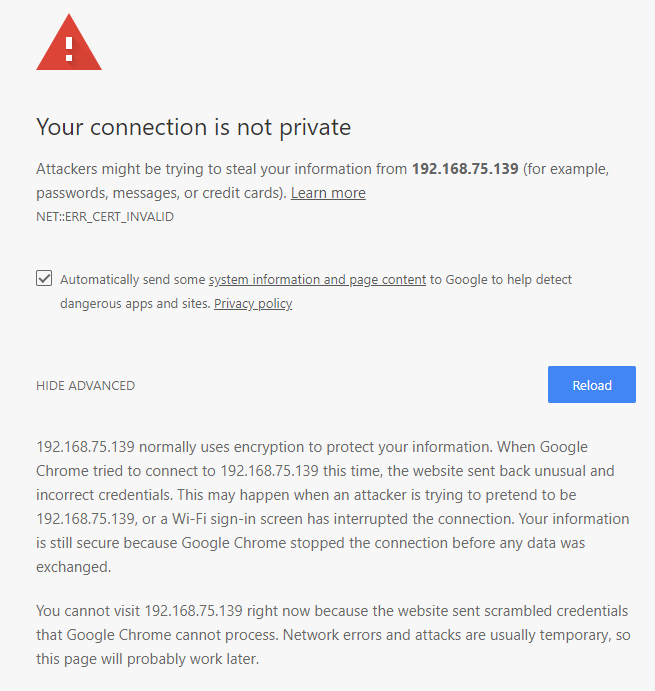 Your connection is not private
Attackers might be trying to steal your information from 192.168.75.139 (for example,
passwords, messages, or credit cards). Learn more
NET::ERR_CERT_INVALID
Automatically send some system information and page content to Google to help detect
dangerous apps and sites. Privacy policy
HIDE ADVANCED
Reload
192.168.75.139 normally uses encryption to protect your information. When Google
Chrome tried to connect to 192.168.75.139 this time, the website sent back unusual and
incorrect credentials. This may happen when an attacker is trying to pretend to be
192.168.75.139, or a Wi-Fi sign-in screen has interrupted the connection. Your information
is still secure because Google Chrome stopped the connection before any data was
exchanged.
You cannot visit 192.168.75.139 right now because the website sent scrambled credentials
that Google Chrome cannot process. Network errors and attacks are usually temporary, so
this page will probably work later.